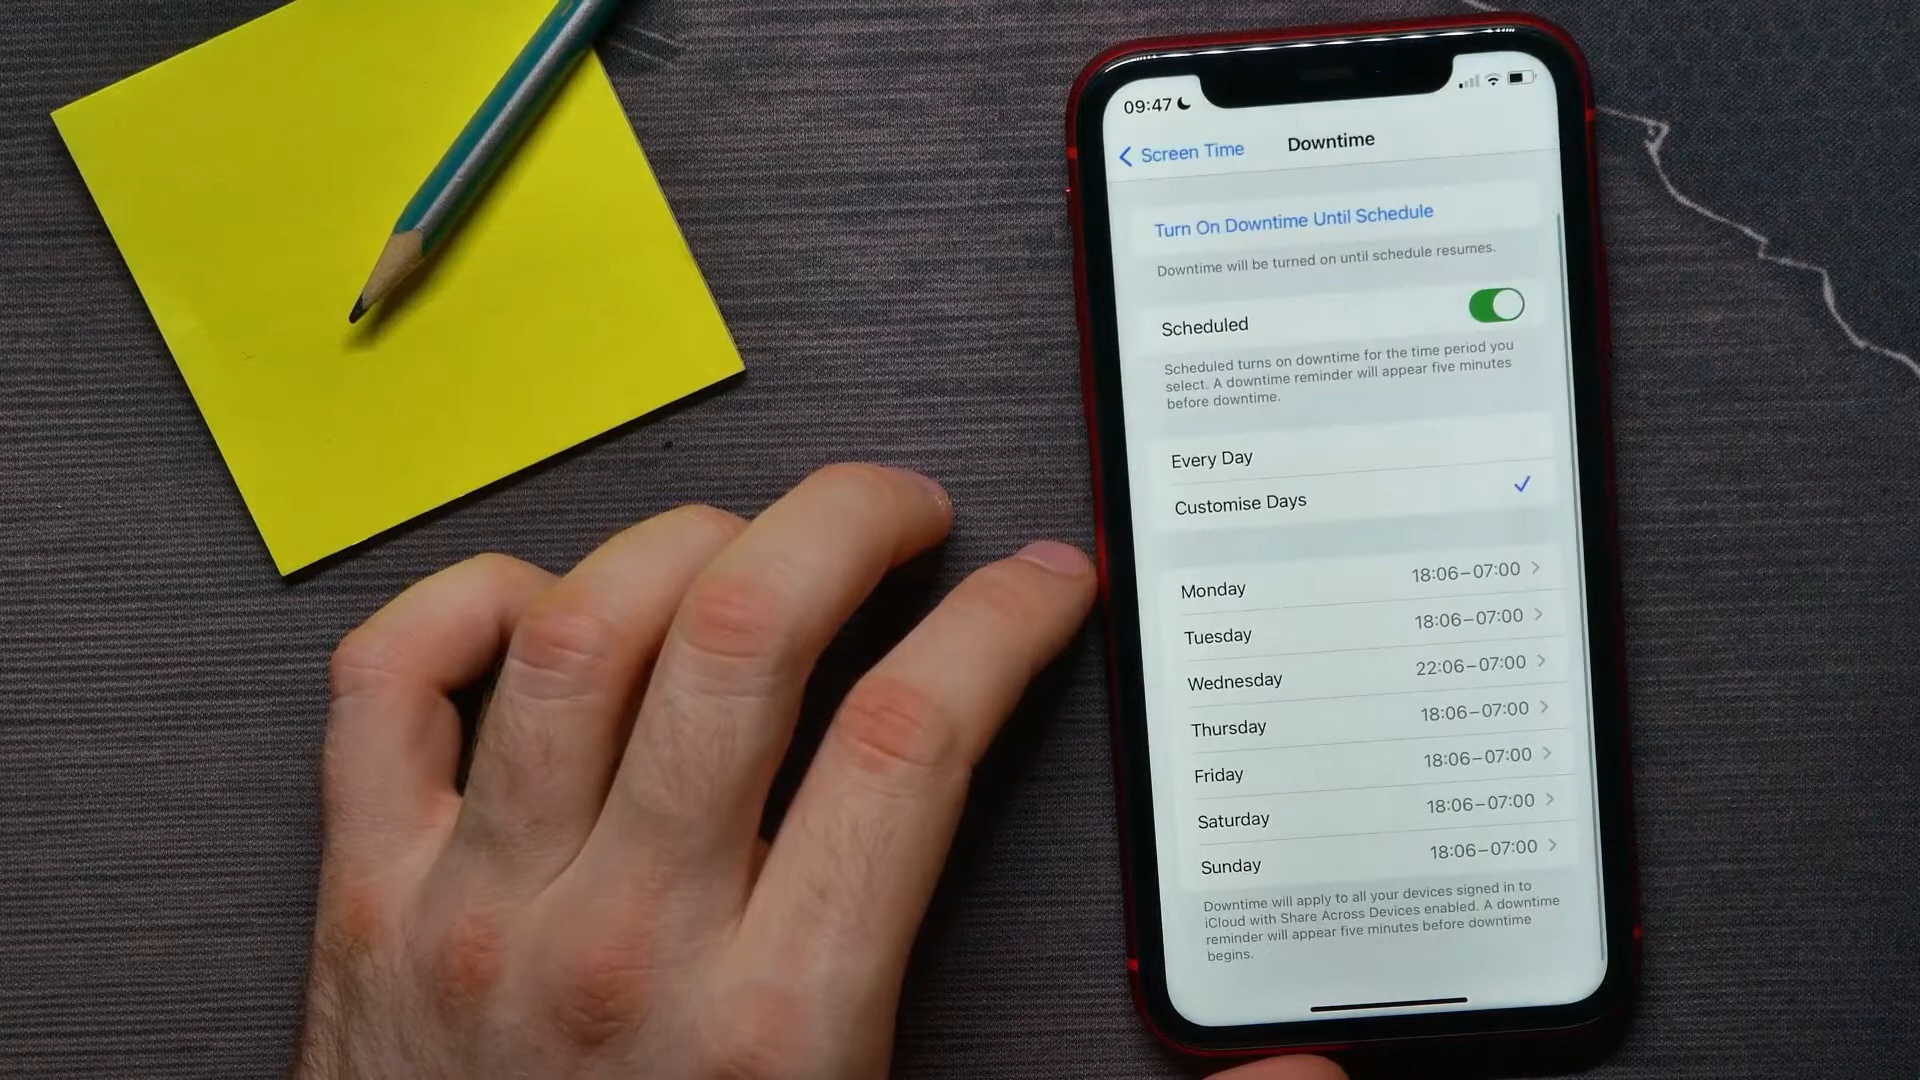 09:47
Screen Time
Downtime
Turn On Downtime Until Schedule
Downtime will be turned on until schedule resumes.
Scheduled
Scheduled turns on downtime for the time period you
select. A downtime reminder will appear five minutes
before downtime.
Every Day
Customise Days
Monday 18:06–07:00
Tuesday 18:06–07:00
Wednesday 22:06–07:00
Thursday 18:06–07:00
Friday 18:06–07:00
Saturday 18:06–07:00
Sunday 18:06–07:00
Downtime will apply to all your devices signed in to
iCloud with Share Across Devices enabled. A downtime
reminder will appear five minutes before downtime
begins.